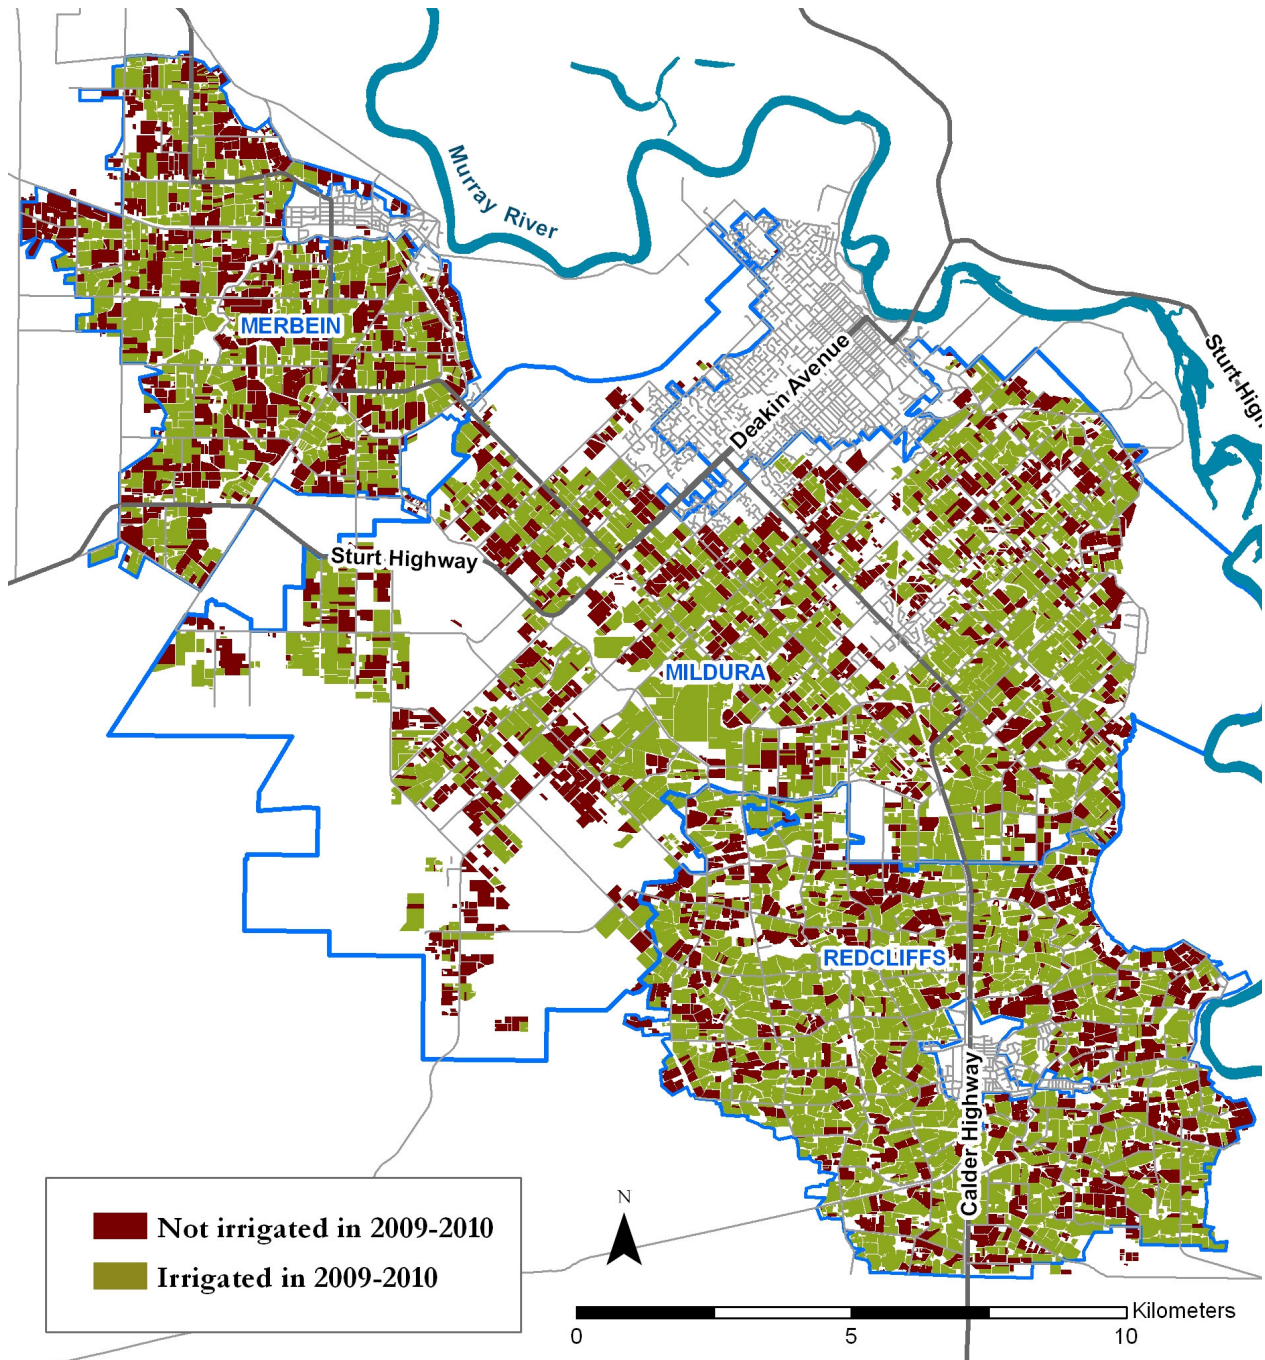 Murray River
Sturt-High
Deakin Avenue
MERBEIN
Sturt Highway
MILDURA
REDCLIFFS
Calder Highway
Not irrigated in 2009-2010
Irrigated in 2009-2010
N
Kilometers
0 5 10